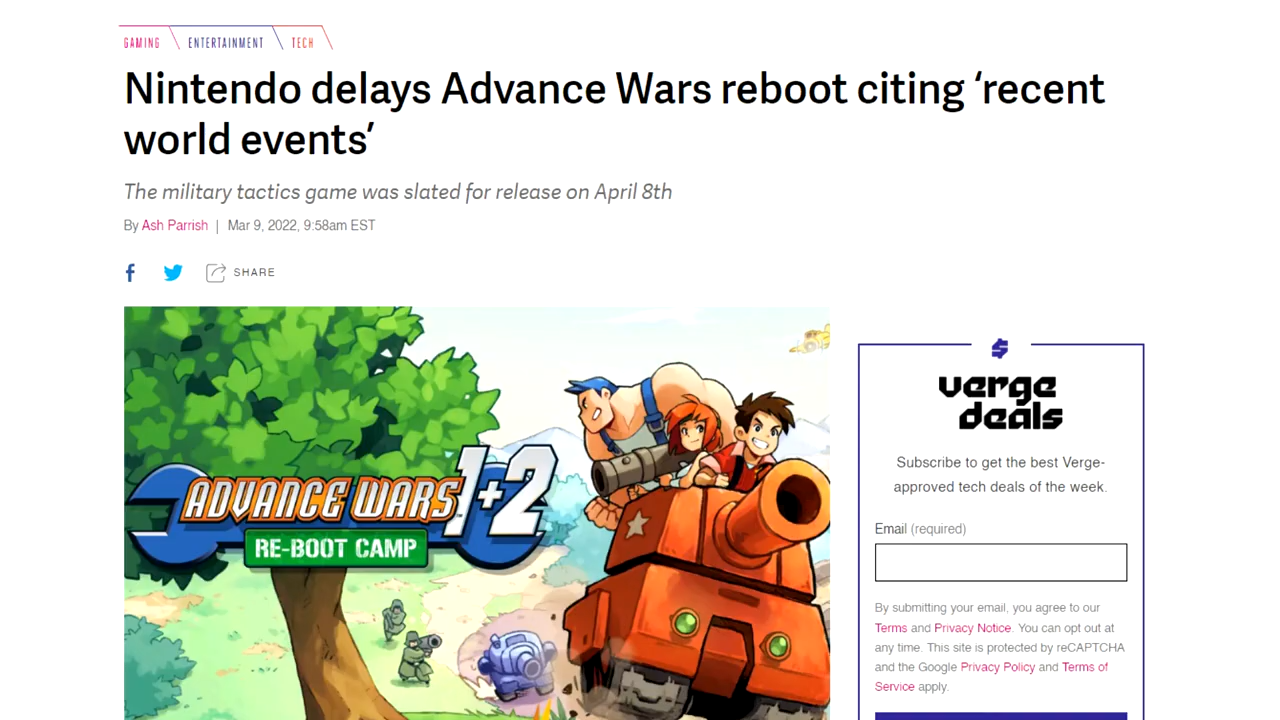 GAMING ENTERTAINMENT TECH
Nintendo delays Advance Wars reboot citing ‘recent
world events’
The military tactics game was slated for release on April 8th
By Ash Parrish | Mar 9, 2022, 9:58am EST
f SHARE
ADVANCE WARS 1+2
RE-BOOT CAMP
$
verge
deals
Subscribe to get the best Verge-
approved tech deals of the week.
Email (required)
By submitting your email, you agree to our
Terms and Privacy Notice. You can opt out at
any time. This site is protected by reCAPTCHA
and the Google Privacy Policy and Terms of
Service apply.